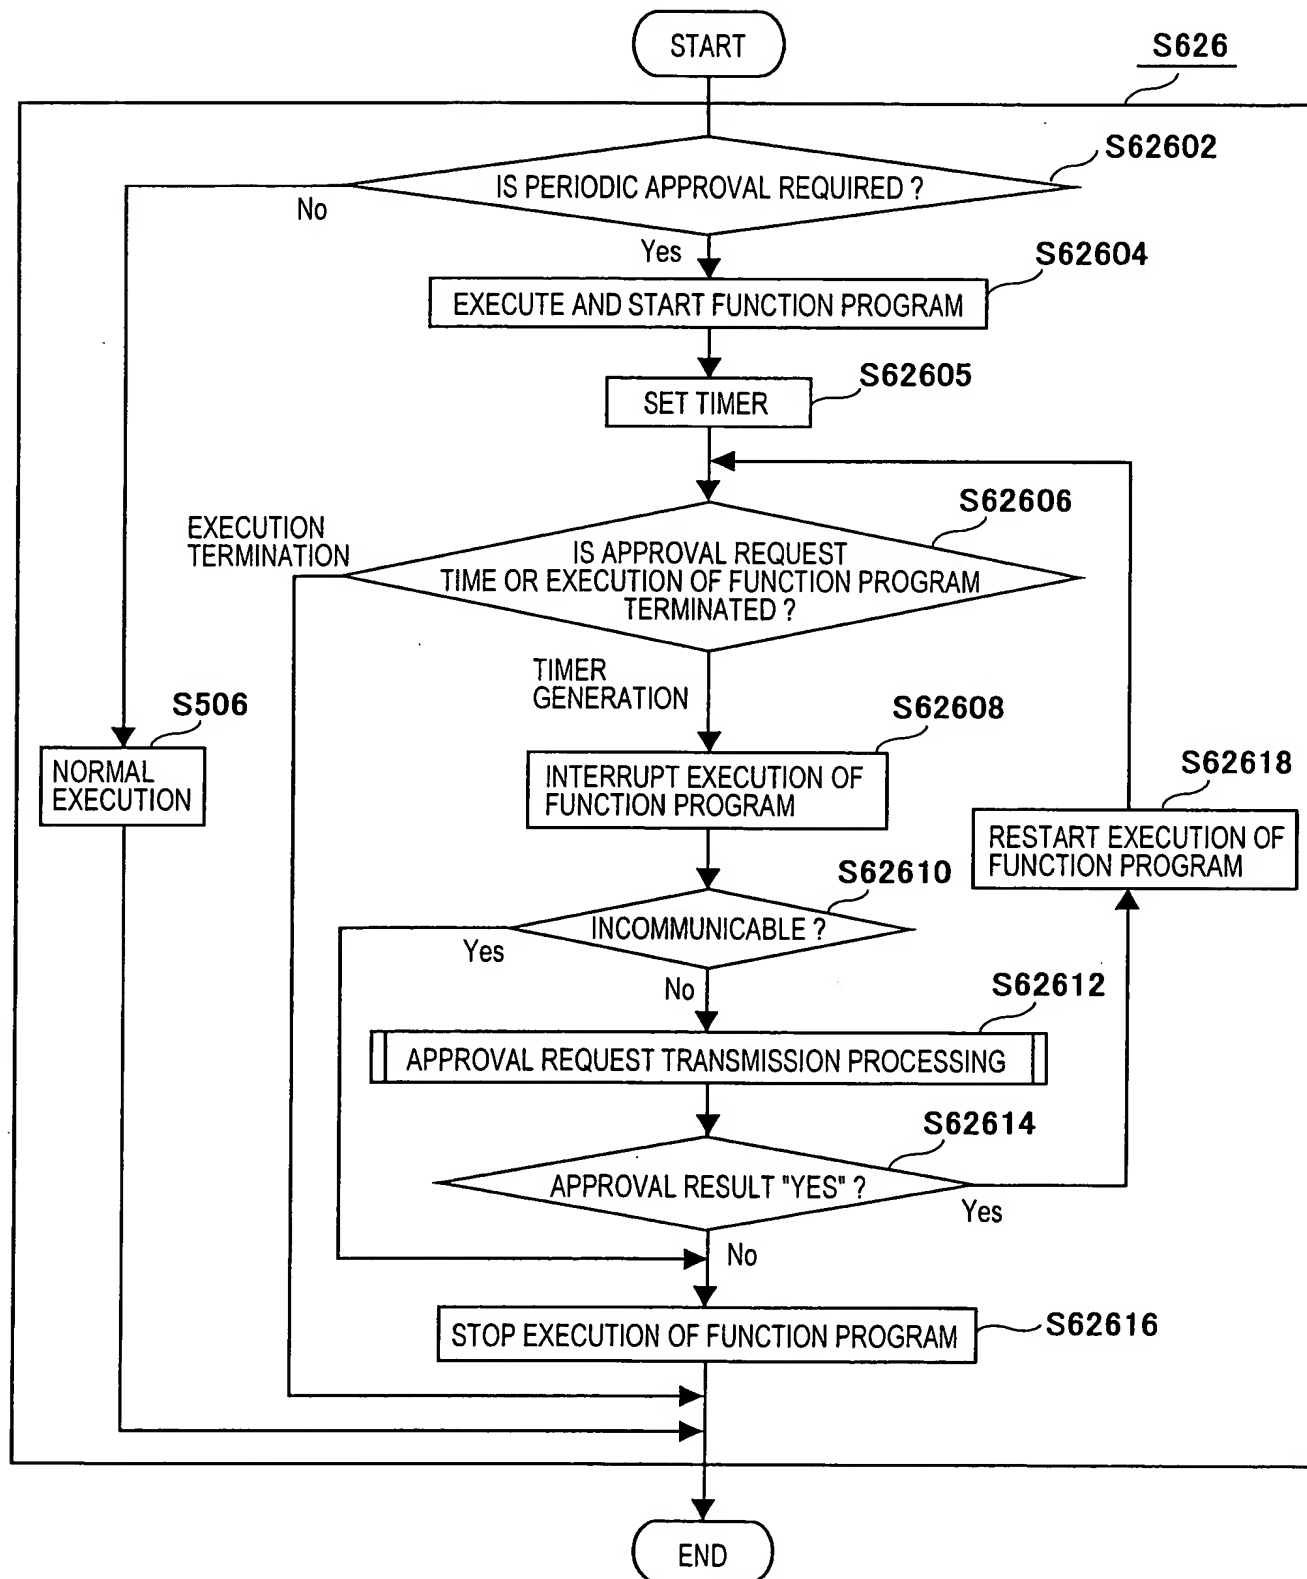 START
S626
S62602
IS PERIODIC APPROVAL REQUIRED ?
No
Yes
S62604
EXECUTE AND START FUNCTION PROGRAM
S62605
SET TIMER
S62606
EXECUTION
TERMINATION
IS APPROVAL REQUEST
TIME OR EXECUTION OF FUNCTION PROGRAM
TERMINATED ?
TIMER
GENERATION
S506
NORMAL
EXECUTION
S62608
INTERRUPT EXECUTION OF
FUNCTION PROGRAM
S62618
RESTART EXECUTION OF
FUNCTION PROGRAM
S62610
INCOMMUNICABLE ?
Yes
No
S62612
APPROVAL REQUEST TRANSMISSION PROCESSING
S62614
APPROVAL RESULT "YES" ?
Yes
No
S62616
STOP EXECUTION OF FUNCTION PROGRAM
END